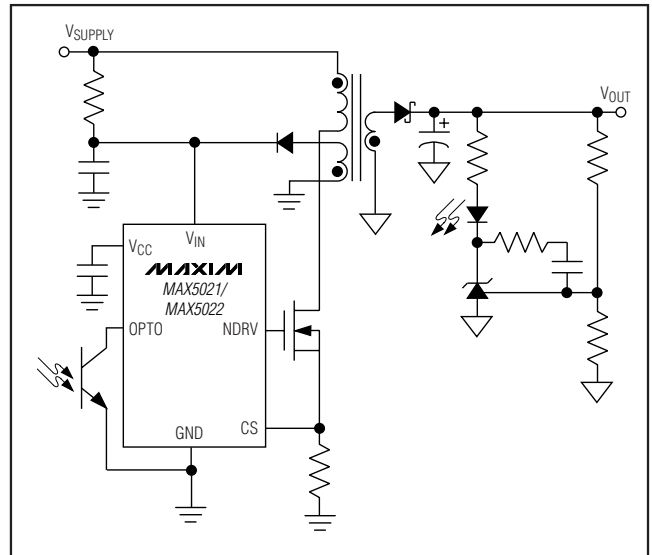 VSUPPLY
VOUT
+
VCC
VIN
MAXIM
MAX5021/
MAX5022
OPTO
NDRV
GND
CS